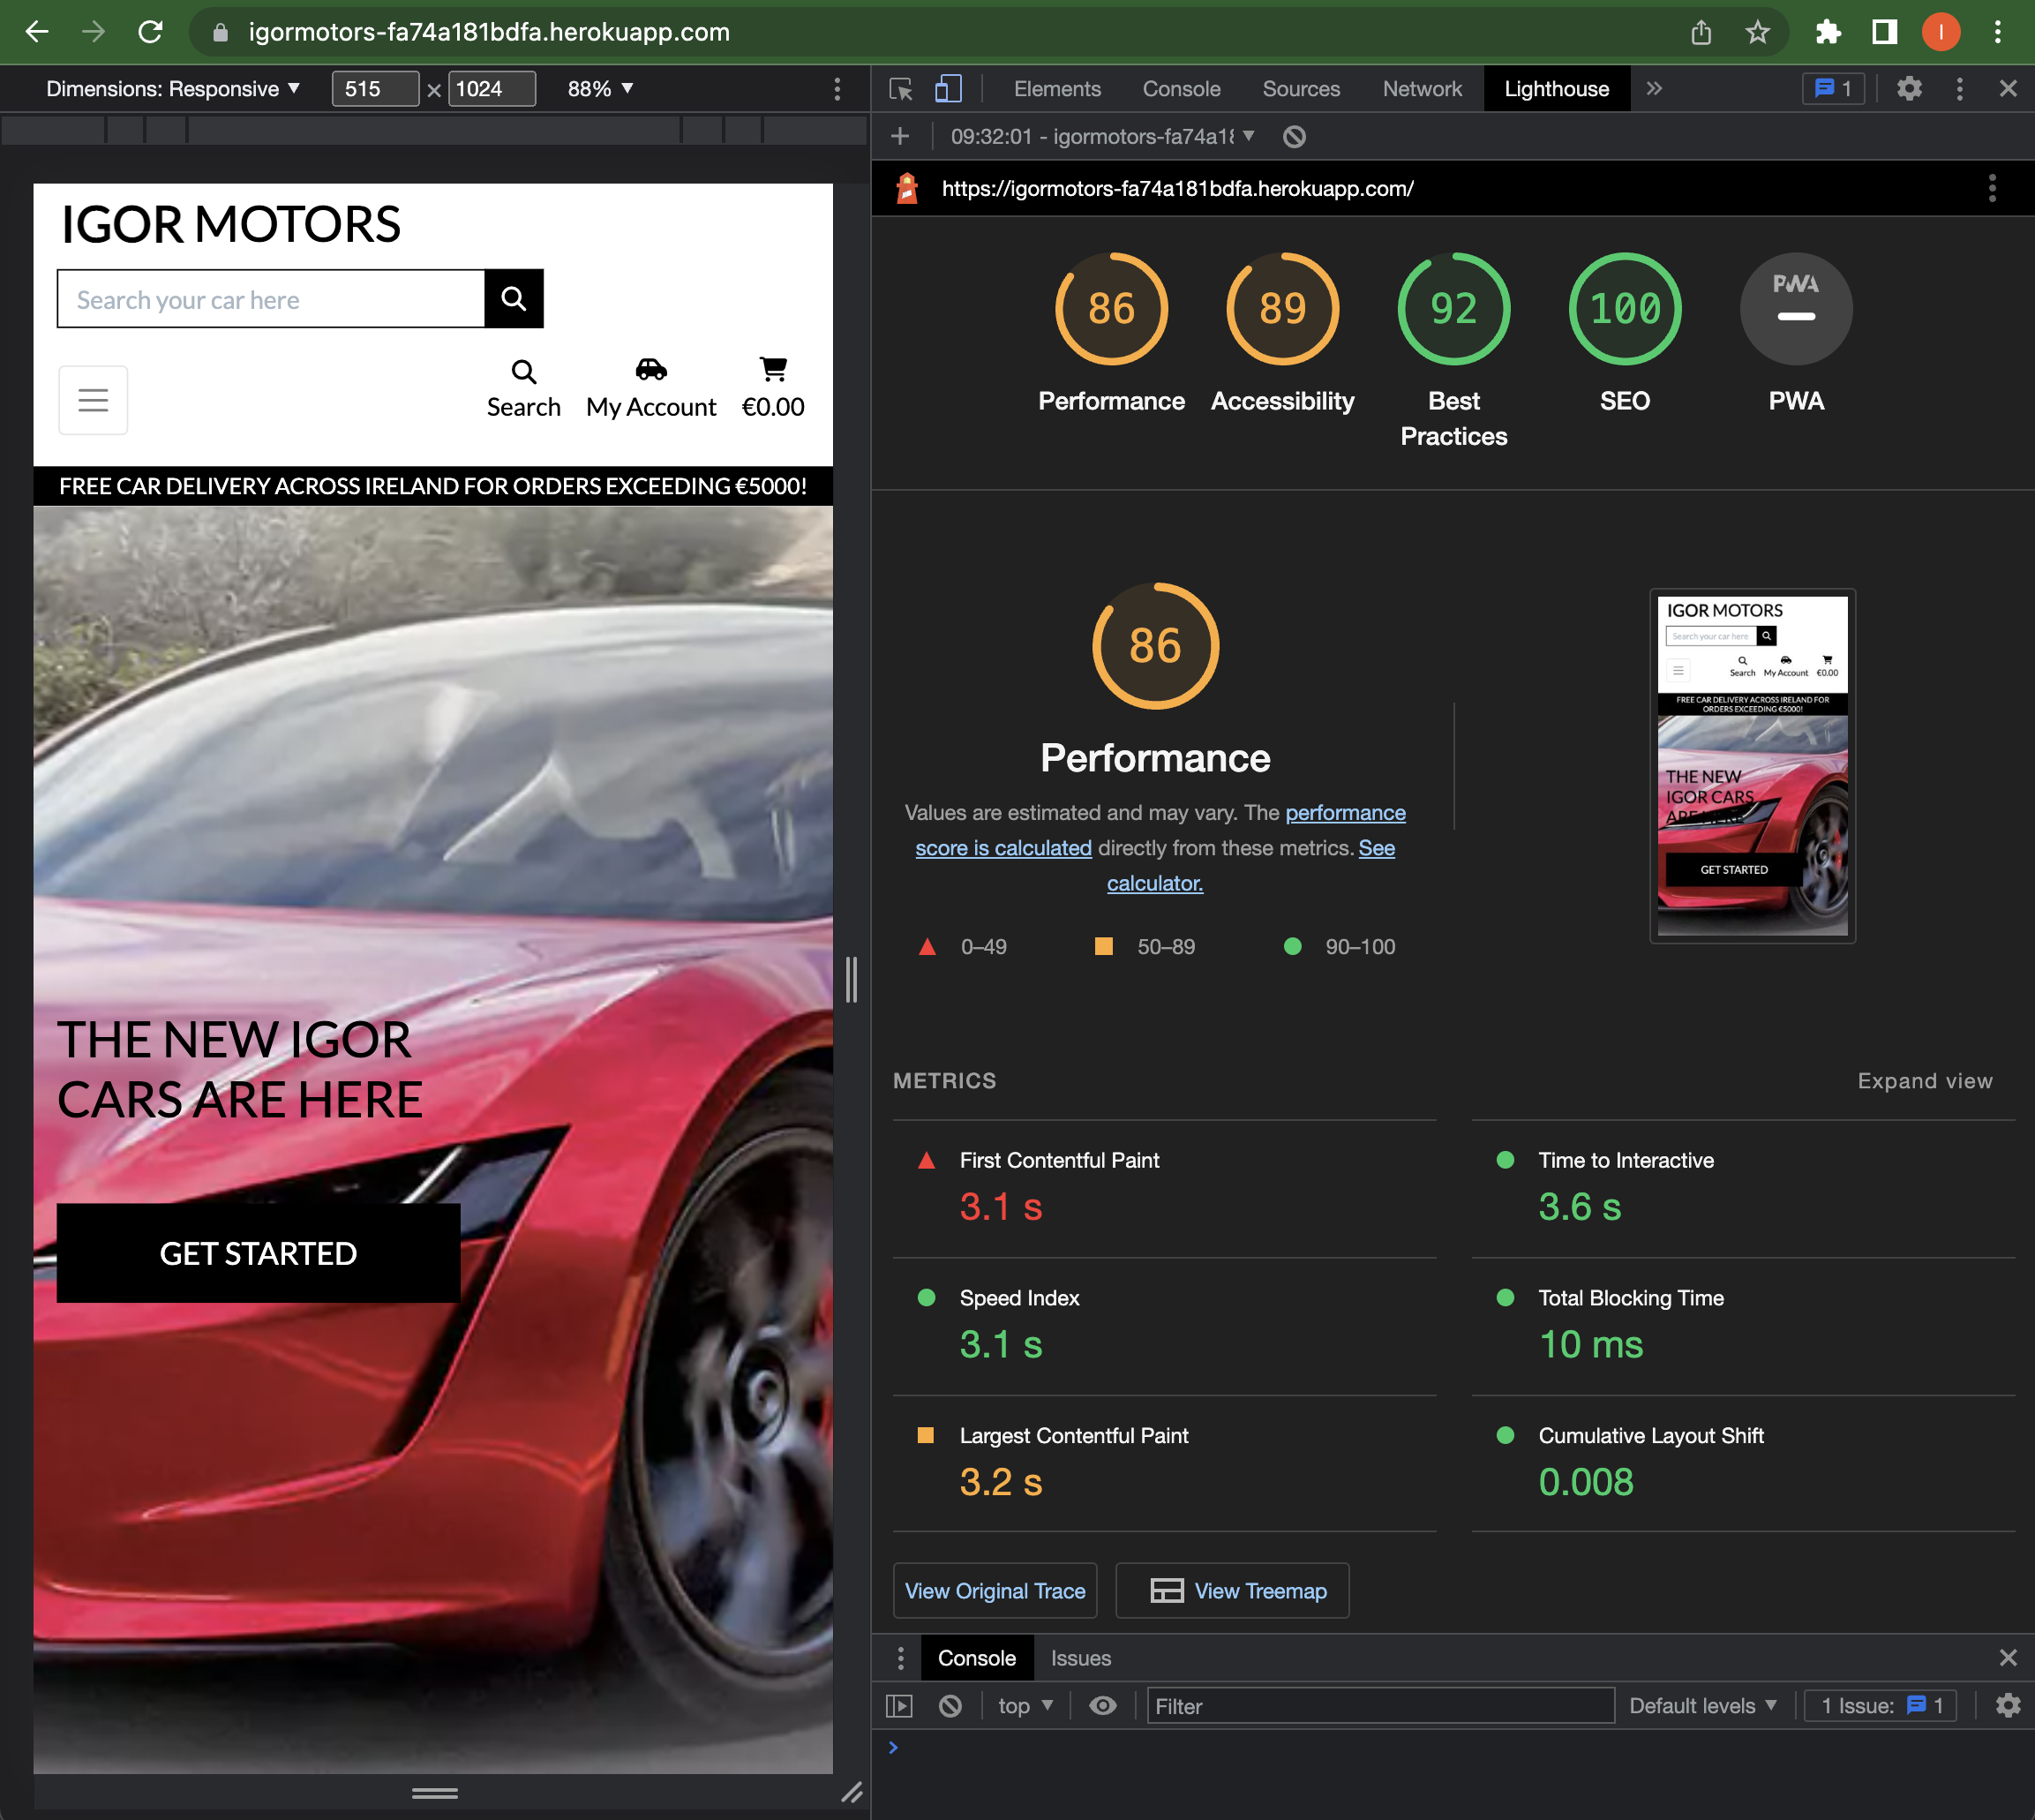 igormotors-fa74a181bdfa.herokuapp.com
I
Dimensions: Responsive ▼ 515 × 1024 88% ▼
Elements Console Sources Network Lighthouse » 1
09:32:01 - igormotors-fa74a18 ▼
https://igormotors-fa74a181bdfa.herokuapp.com/
IGOR MOTORS
Search your car here
Search My Account €0.00
FREE CAR DELIVERY ACROSS IRELAND FOR ORDERS EXCEEDING €5000!
THE NEW IGOR
CARS ARE HERE
GET STARTED
86 89 92 100 PWA
Performance Accessibility Best Practices SEO PWA
86
Performance
Values are estimated and may vary. The performance
score is calculated directly from these metrics. See
calculator.
0–49 50–89 90–100
IGOR MOTORS
Search your car here
Search My Account €0.00
FREE CAR DELIVERY ACROSS IRELAND FOR
ORDERS EXCEEDING €5000!
THE NEW
IGOR CARS
ARE HERE
GET STARTED
METRICS Expand view
First Contentful Paint
3.1 s
Time to Interactive
3.6 s
Speed Index
3.1 s
Total Blocking Time
10 ms
Largest Contentful Paint
3.2 s
Cumulative Layout Shift
0.008
View Original Trace View Treemap
Console Issues
top ▼ Filter Default levels ▼ 1 Issue: 1